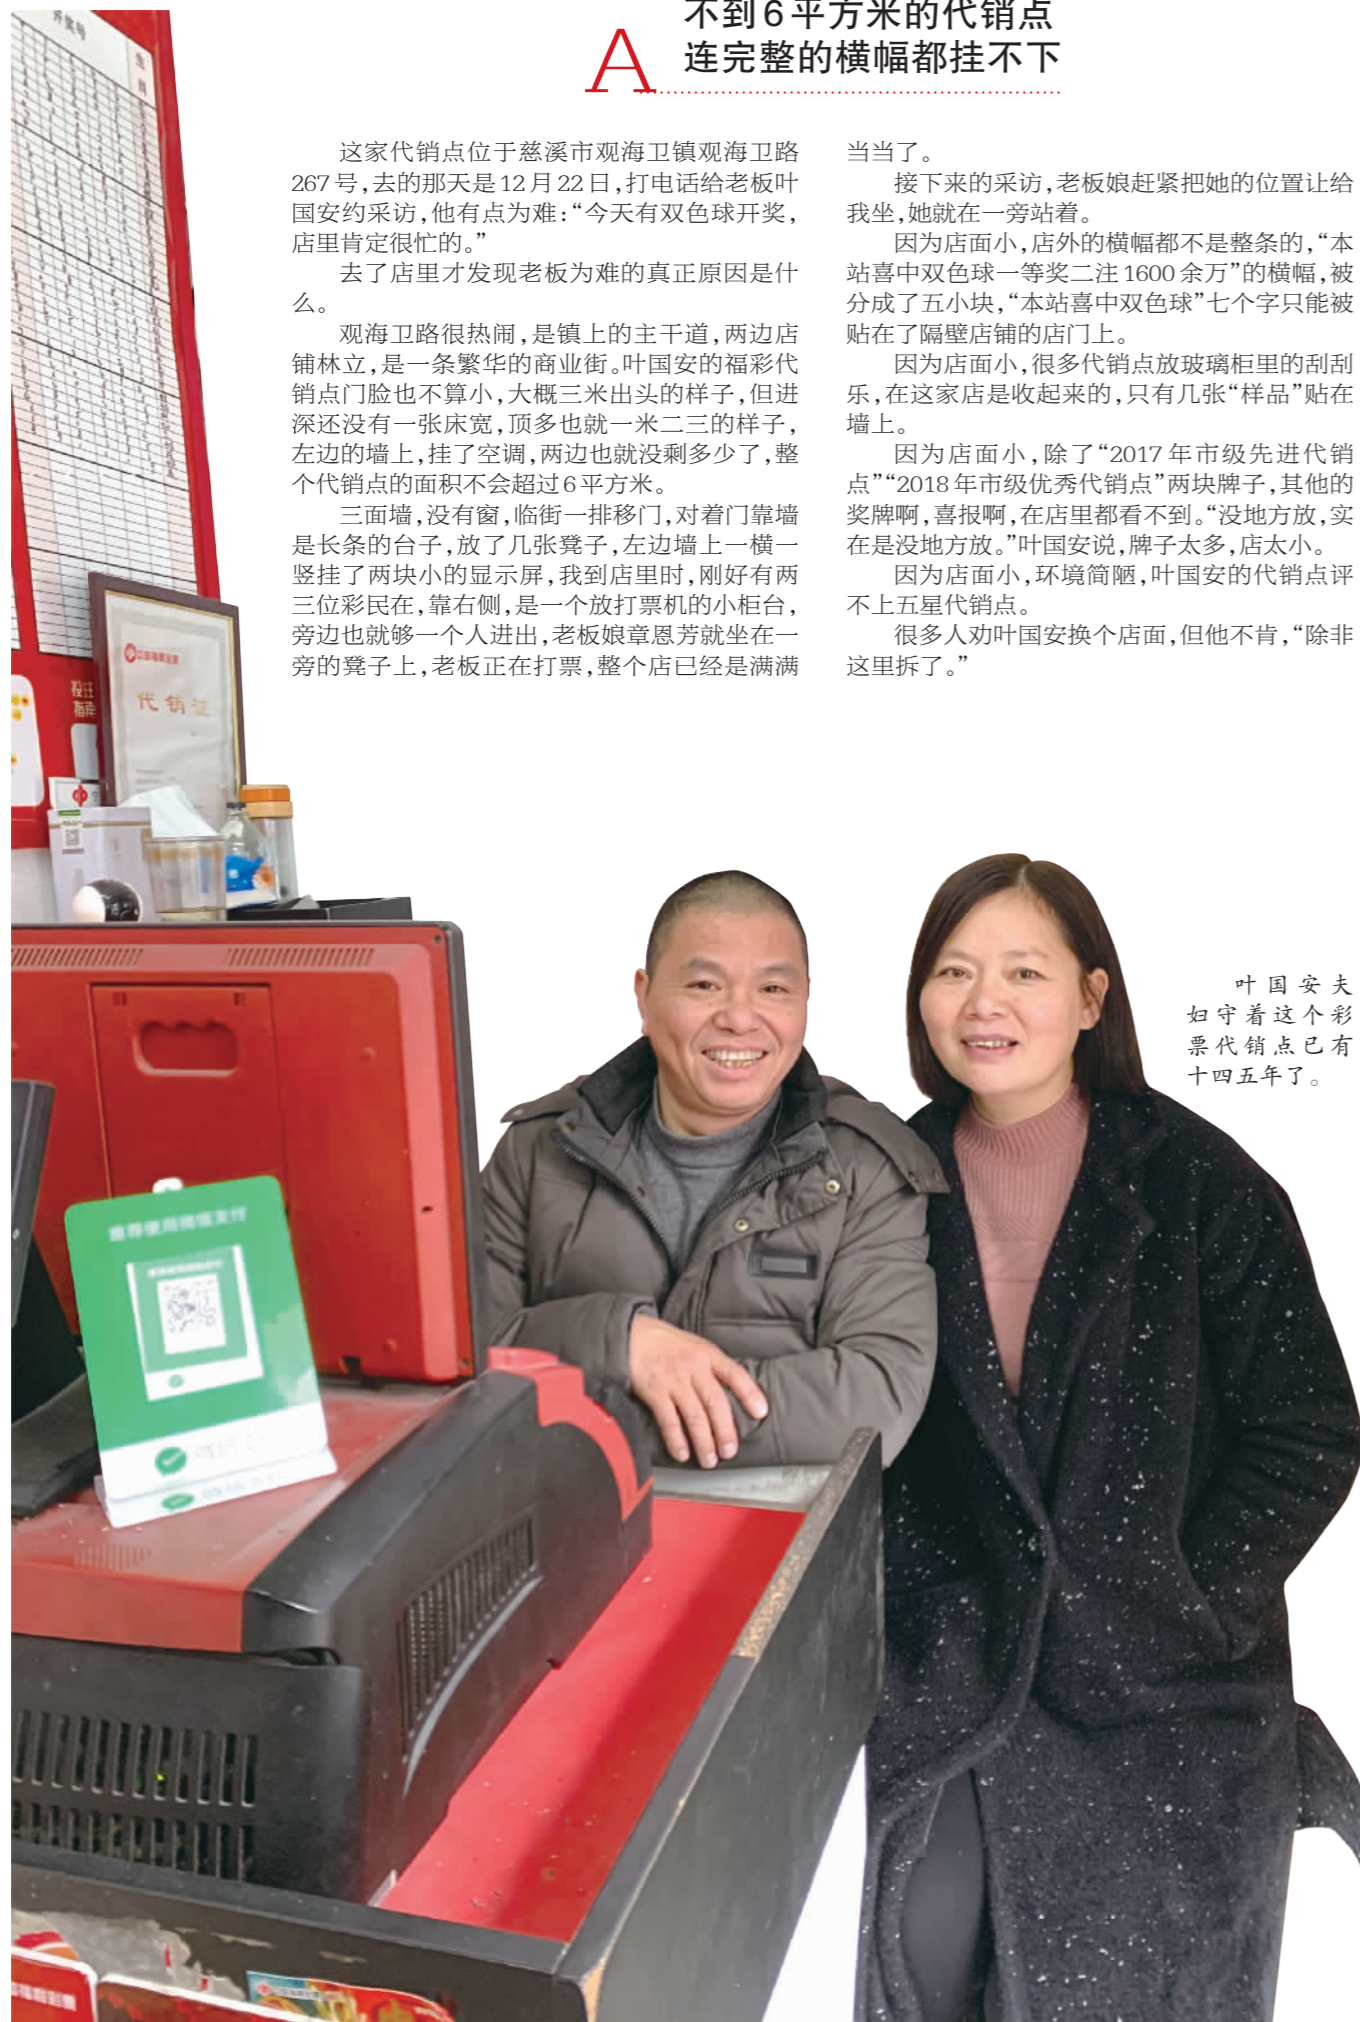 不到6平方米的代销点
A
连完整的横幅都挂不下
这家代销点位于慈溪市观海卫镇观海卫路
267号,去的那天是12月22日,打电话给老板叶
国安约采访,他有点为难:“今天有双色球开奖,
店里肯定很忙的。”
去了店里才发现老板为难的真正原因是什
么。
观海卫路很热闹,是镇上的主干道,两边店
铺林立,是一条繁华的商业街。叶国安的福彩代
销点门脸也不算小,大概三米出头的样子,但进
深还没有一张床宽,顶多也就一米二三的样子,
左边的墙上,挂了空调,两边也就没剩多少了,整
个代销点的面积不会超过6平方米。
三面墙,没有窗,临街一排移门,对着门靠墙
是长条的台子,放了几张凳子,左边墙上一横一
竖挂了两块小的显示屏,我到店里时,刚好有两
三位彩民在,靠右侧,是一个放打票机的小柜台,
旁边也就够一个人进出,老板娘章恩芳就坐在一
旁的凳子上,老板正在打票,整个店已经是满满
当当了。
接下来的采访,老板娘赶紧把她的位置让给
我坐,她就在一旁站着。
因为店面小,店外的横幅都不是整条的,“本
站喜中双色球一等奖二注1600余万”的横幅,被
分成了五小块,“本站喜中双色球”七个字只能被
贴在了隔壁店铺的店门上。
因为店面小,很多代销点放玻璃柜里的刮刮
乐,在这家店是收起来的,只有几张“样品”贴在
墙上。
因为店面小,除了“2017年市级先进代销
点”“2018年市级优秀代销点”两块牌子,其他的
奖牌啊,喜报啊,在店里都看不到。“没地方放,实
在是没地方放。”叶国安说,牌子太多,店太小。
因为店面小,环境简陋,叶国安的代销点评
不上五星代销点。
很多人劝叶国安换个店面,但他不肯,“除非
这里拆了。”
叶国安夫
妇守着这个彩
票代销点已有
十四五年了。
代销证
投注
指南
推荐使用微信支付